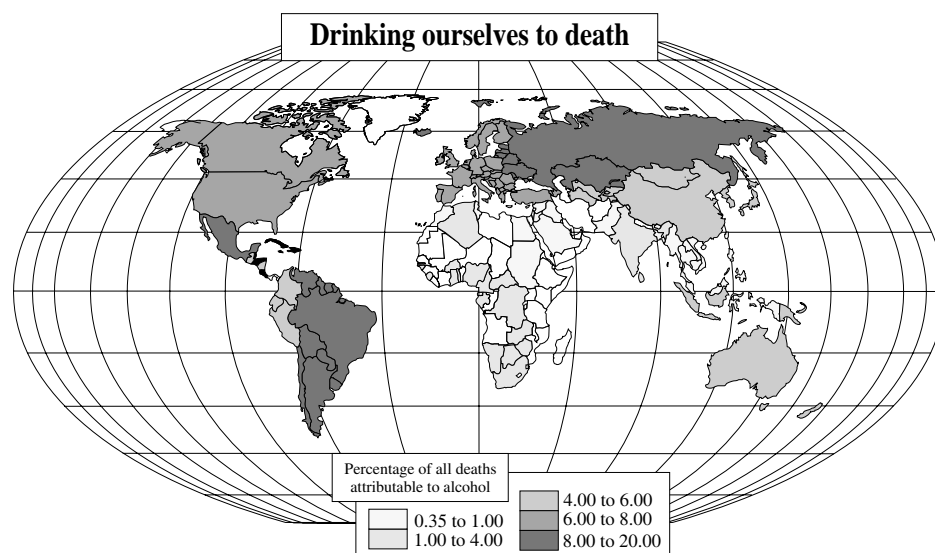 Drinking ourselves to death
Percentage of all deaths
attributable to alcohol
0.35 to 1.00
1.00 to 4.00
4.00 to 6.00
6.00 to 8.00
8.00 to 20.00